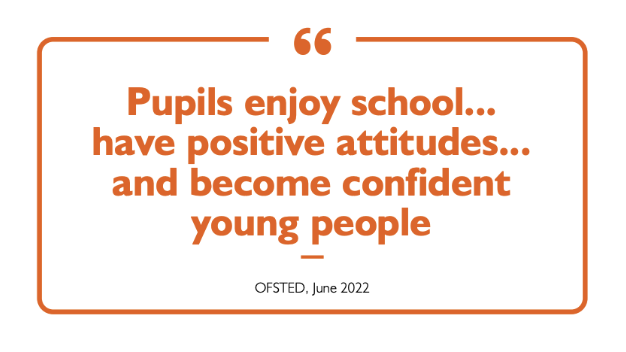 “
Pupils enjoy school...
have positive attitudes...
and become confident
young people
OFSTED, June 2022